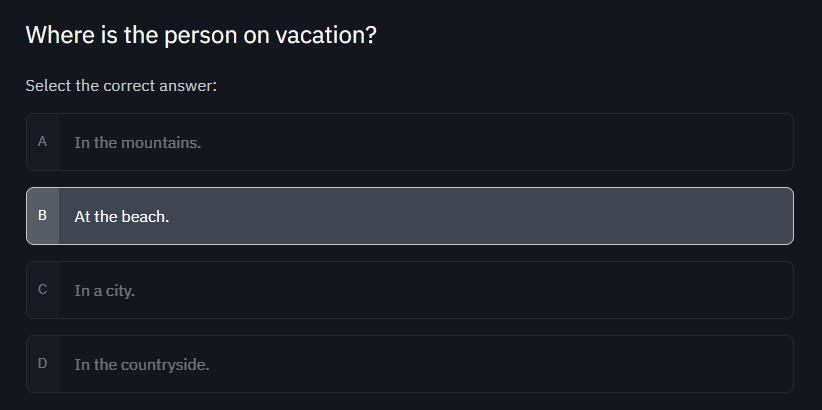 Where is the person on vacation?
Select the correct answer:
A In the mountains.
B At the beach.
C In a city.
D In the countryside.